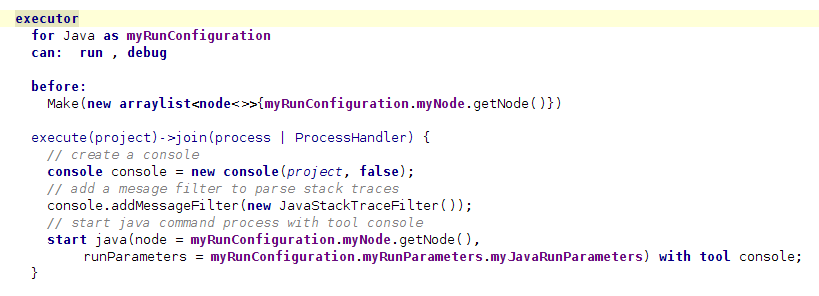 executor
for Java as myRunConfiguration
can: run , debug
before:
Make(new arraylist<node<>>{myRunConfiguration.myNode.getNode()})
execute(project)->join(process | ProcessHandler) {
// create a console
console console = new console(project, false);
// add a mesage filter to parse stack traces
console.addMessageFilter(new JavaStackTraceFilter());
// start java command process with tool console
start java(node = myRunConfiguration.myNode.getNode(),
runParameters = myRunConfiguration.myRunParameters.myJavaRunParameters) with tool console;
}